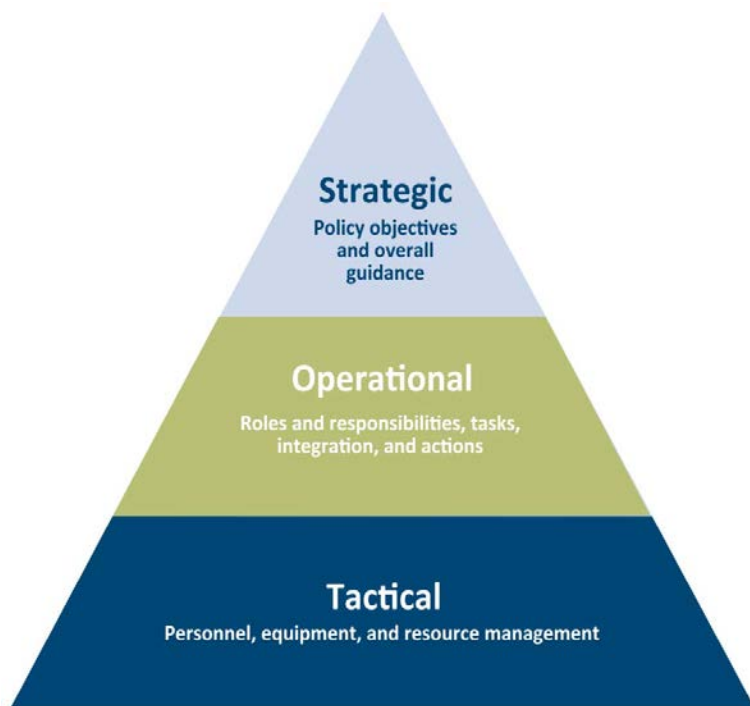 Strategic
Policy objectives
and overall
guidance
Operational
Roles and responsibilities, tasks,
integration, and actions
Tactical
Personnel, equipment, and resource management